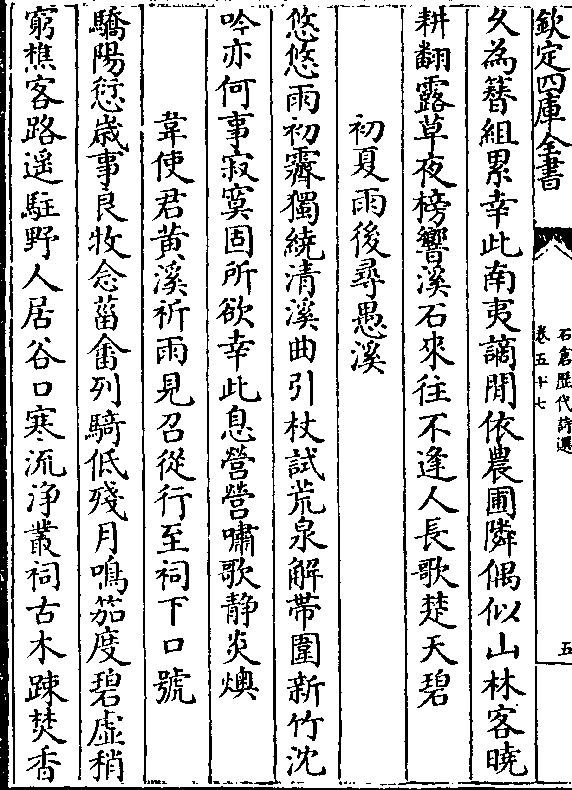 欽定四庫全書
石倉歴代詩選
卷五十七
五
久為簪組累幸此南夷謫閒依農圃隣偶似山林客曉
耕翻露草夜榜響溪石來往不逢人長歌楚天碧
初夏雨後尋愚溪
悠悠雨初霽獨繞清溪曲引杖試荒泉解帶圍新竹沈
吟亦何事寂寞固所欲幸此息營營嘯歌静炎燠
韋使君黄溪祈雨見召從行至祠下口號
驕陽愆歳事良牧念菑畬列騎低殘月鳴笳度碧虛稍
窮樵客路遥駐野人居谷口寒流浄叢祠古木踈焚香